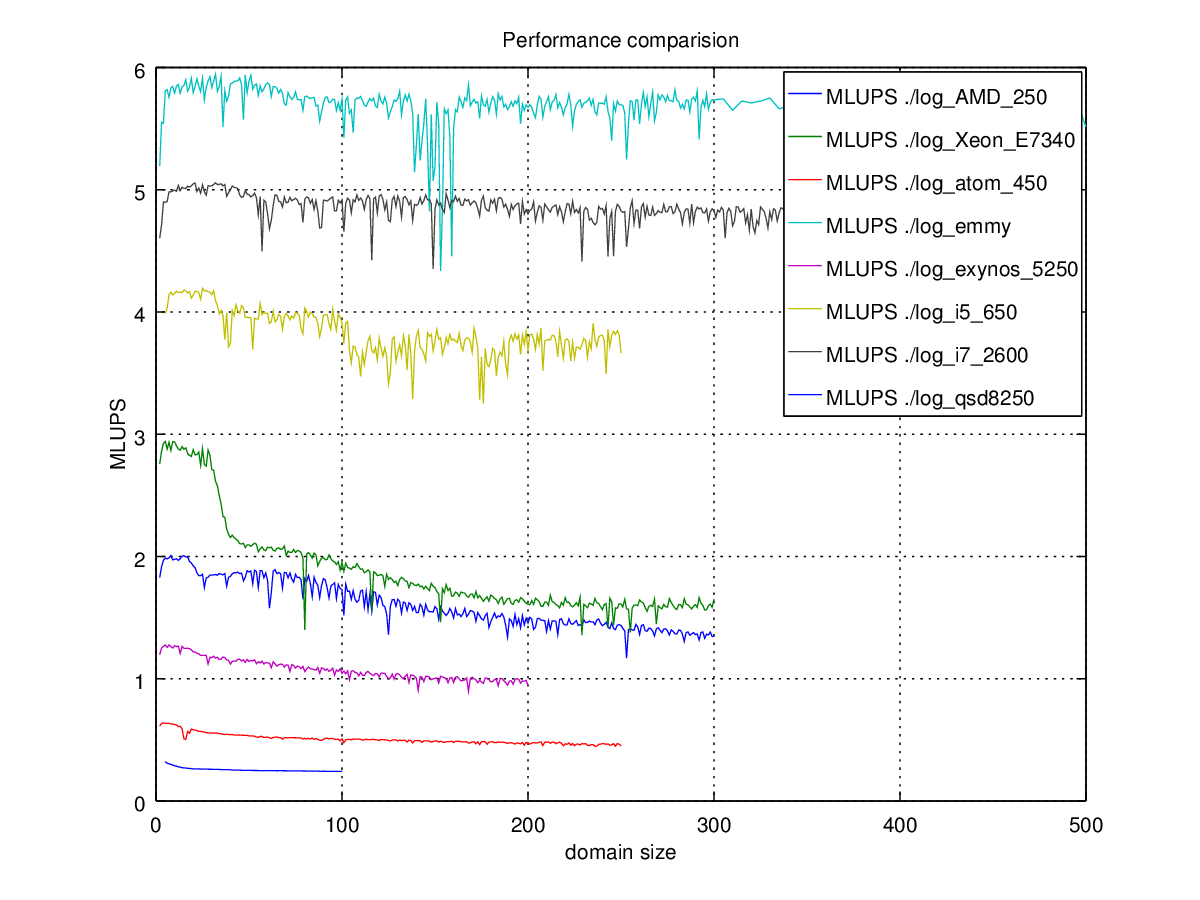 Performance comparision
MLUPS
6
5
4
3
2
1
0
MLUPS ./log_AMD_250
MLUPS ./log_Xeon_E7340
MLUPS ./log_atom_450
MLUPS ./log_emmy
MLUPS ./log_exynos_5250
MLUPS ./log_i5_650
MLUPS ./log_i7_2600
MLUPS ./log_qsd8250
0 100 200 300 400 500
domain size